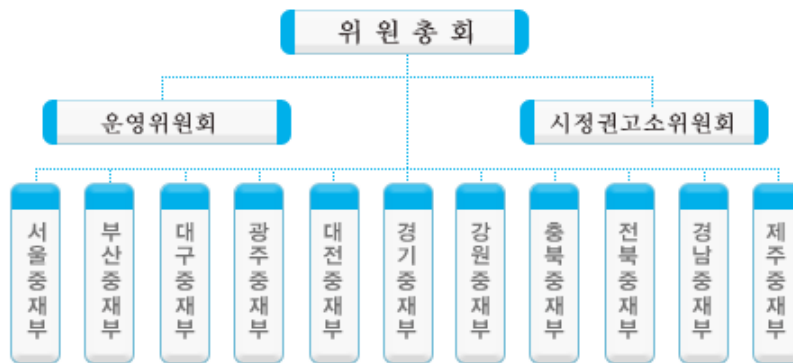 위 원 총 회
운영위원회
시정권고소위원회
서울중재부
부산중재부
대구중재부
광주중재부
대전중재부
경기중재부
강원중재부
충북중재부
전북중재부
경남중재부
제주중재부